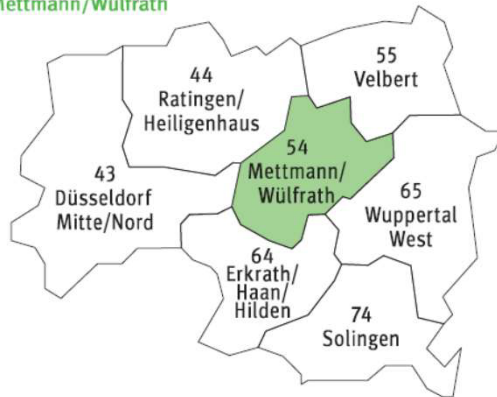 Mettmann/Wülfrath
55
Velbert
44
Ratingen/
Heiligenhaus
54
Mettmann/
Wülfrath
43
Düsseldorf
Mitte/Nord
65
Wuppertal
West
64
Erkrath/
Haan/
Hilden
74
Solingen